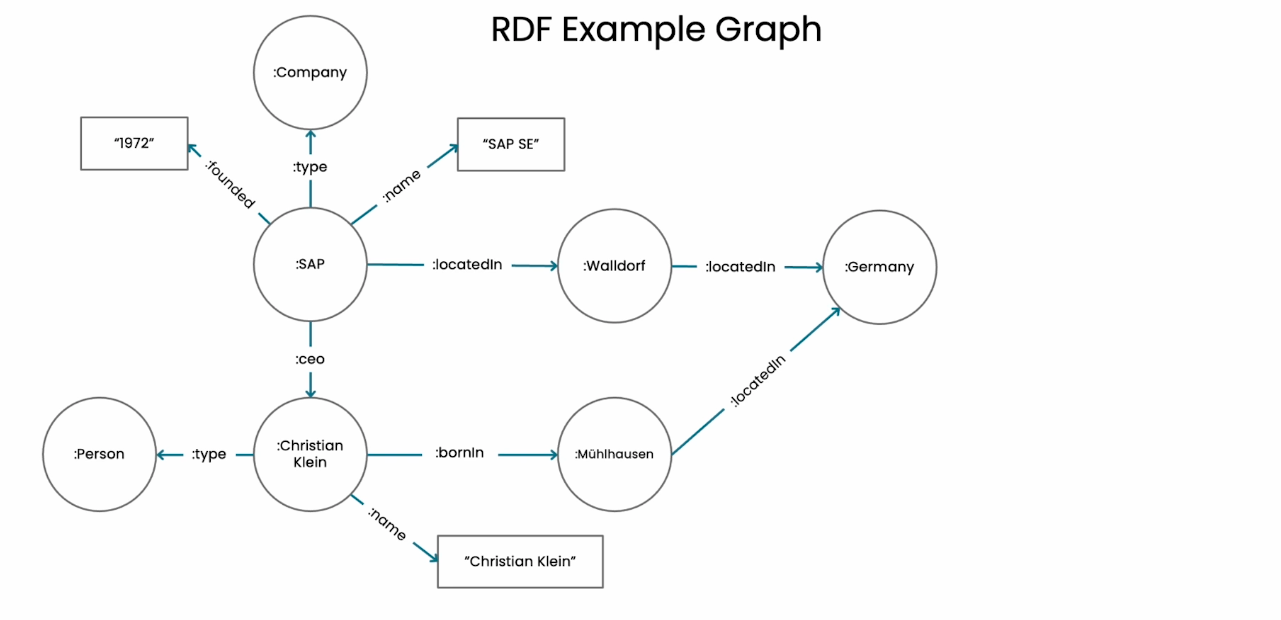 RDF Example Graph
:Company
“1972”
“SAP SE”
:founded
:type
:name
:SAP
:locatedIn
:Walldorf
:locatedIn
:Germany
:ceo
:locatedIn
:Person
:type
:Christian
Klein
:bornIn
:Mühlhausen
:name
“Christian Klein”